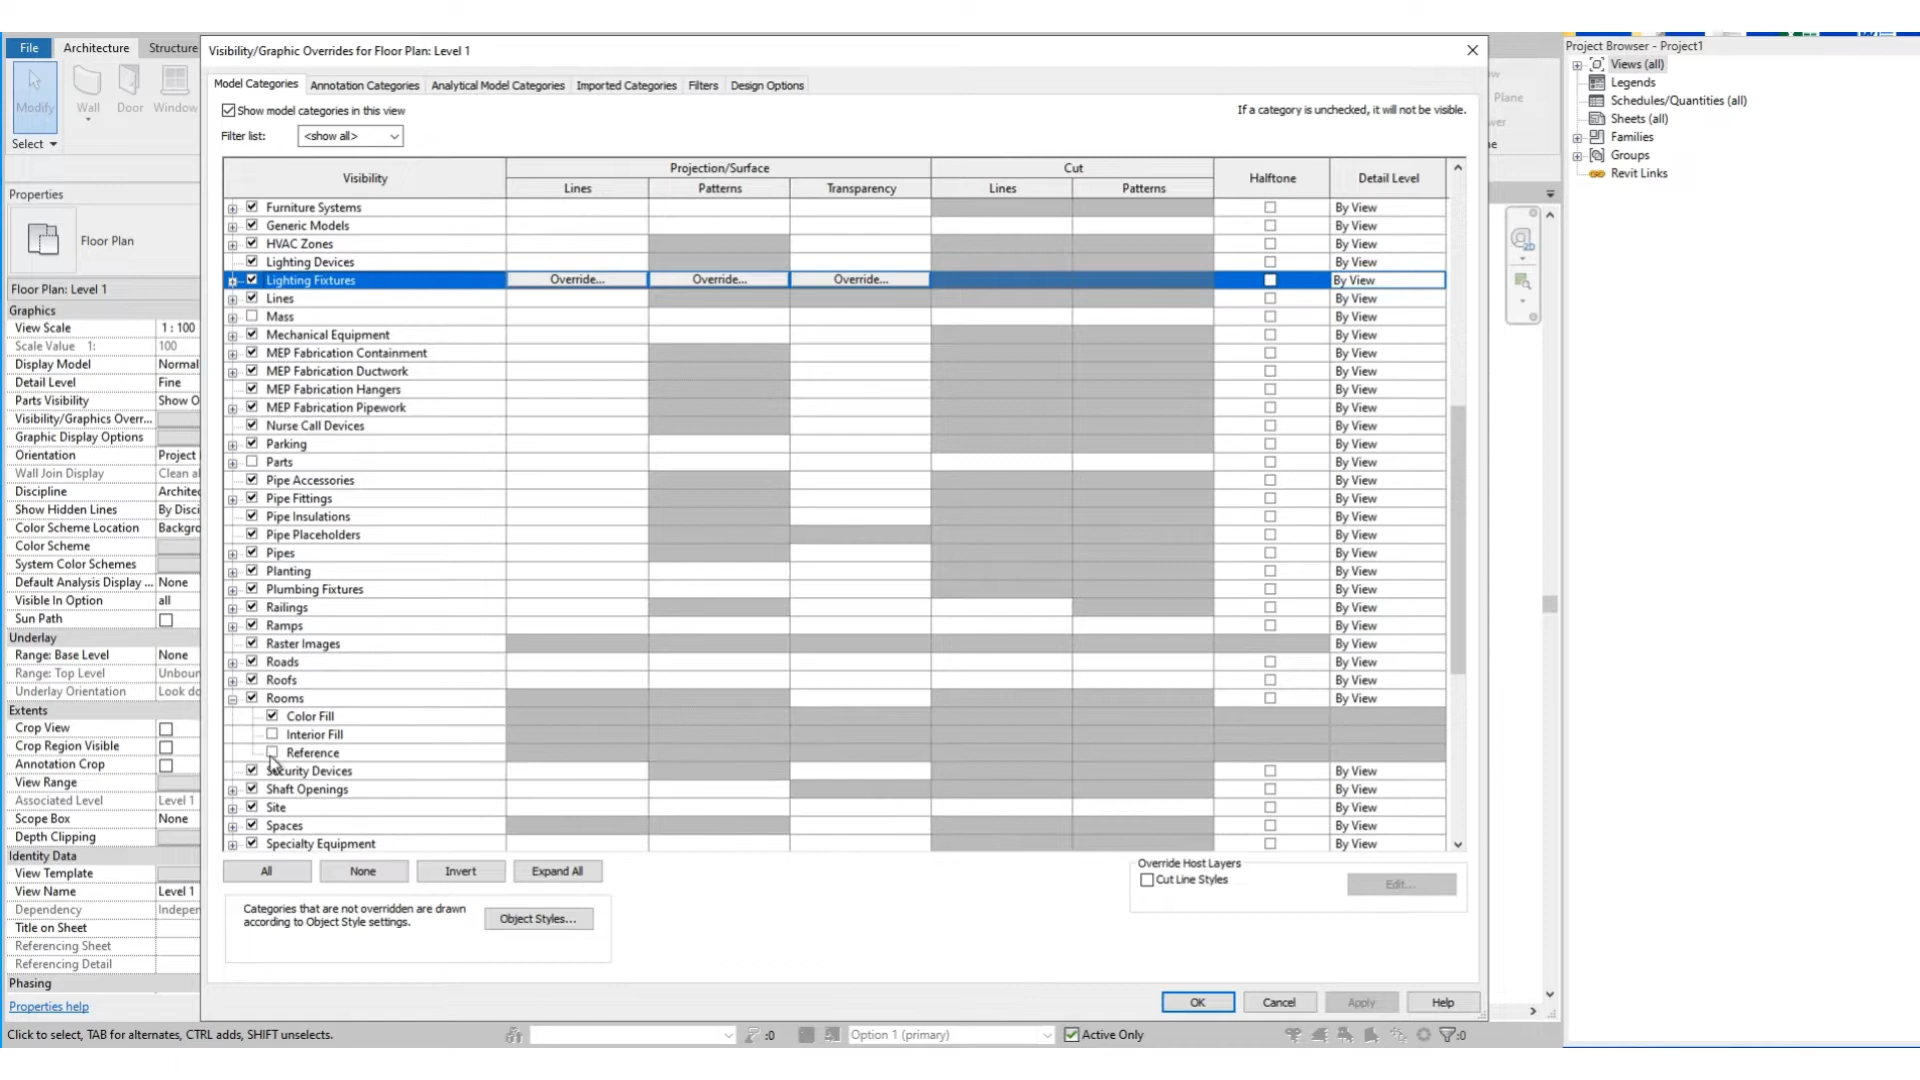 File Architecture Structure
Modify Wall Door Window
Select
Properties
Floor Plan
Floor Plan: Level 1
Graphics
View Scale 1 : 100
Scale Value 1: 100
Display Model Normal
Detail Level Fine
Parts Visibility Show O
Visibility/Graphics Overr...
Graphic Display Options
Orientation Project
Wall Join Display Clean al
Discipline Archite
Show Hidden Lines By Disci
Color Scheme Location Backgro
Color Scheme
System Color Schemes
Default Analysis Display ... None
Visible In Option all
Sun Path
Underlay
Range: Base Level None
Range: Top Level Unbour
Underlay Orientation Look do
Extents
Crop View
Crop Region Visible
Annotation Crop
View Range
Associated Level Level 1
Scope Box None
Depth Clipping
Identity Data
View Template
View Name Level 1
Dependency Indepen
Title on Sheet
Referencing Sheet
Referencing Detail
Phasing
Properties help
Visibility/Graphic Overrides for Floor Plan: Level 1
Model Categories Annotation Categories Analytical Model Categories Imported Categories Filters Design Options
Show model categories in this view
If a category is unchecked, it will not be visible.
Filter list: <show all>
Visibility Projection/Surface Cut Halftone Detail Level
Lines Patterns Transparency Lines Patterns
Furniture Systems By View
Generic Models By View
HVAC Zones By View
Lighting Devices By View
Lighting Fixtures Override... Override... Override... By View
Lines By View
Mass By View
Mechanical Equipment By View
MEP Fabrication Containment By View
MEP Fabrication Ductwork By View
MEP Fabrication Hangers By View
MEP Fabrication Pipework By View
Nurse Call Devices By View
Parking By View
Parts By View
Pipe Accessories By View
Pipe Fittings By View
Pipe Insulations By View
Pipe Placeholders By View
Pipes By View
Planting By View
Plumbing Fixtures By View
Railings By View
Ramps By View
Raster Images By View
Roads By View
Roofs By View
Rooms By View
Color Fill
Interior Fill
Reference
Security Devices By View
Shaft Openings By View
Site By View
Spaces By View
Specialty Equipment By View
All None Invert Expand All
Override Host Layers
Cut Line Styles Edit...
Categories that are not overridden are drawn
according to Object Style settings.
Object Styles...
OK Cancel Apply Help
Plane
Project Browser - Project1
Views (all)
Legends
Schedules/Quantities (all)
Sheets (all)
Families
Groups
Revit Links
Click to select, TAB for alternates, CTRL adds, SHIFT unselects. :0 Option 1 (primary) Active Only :0